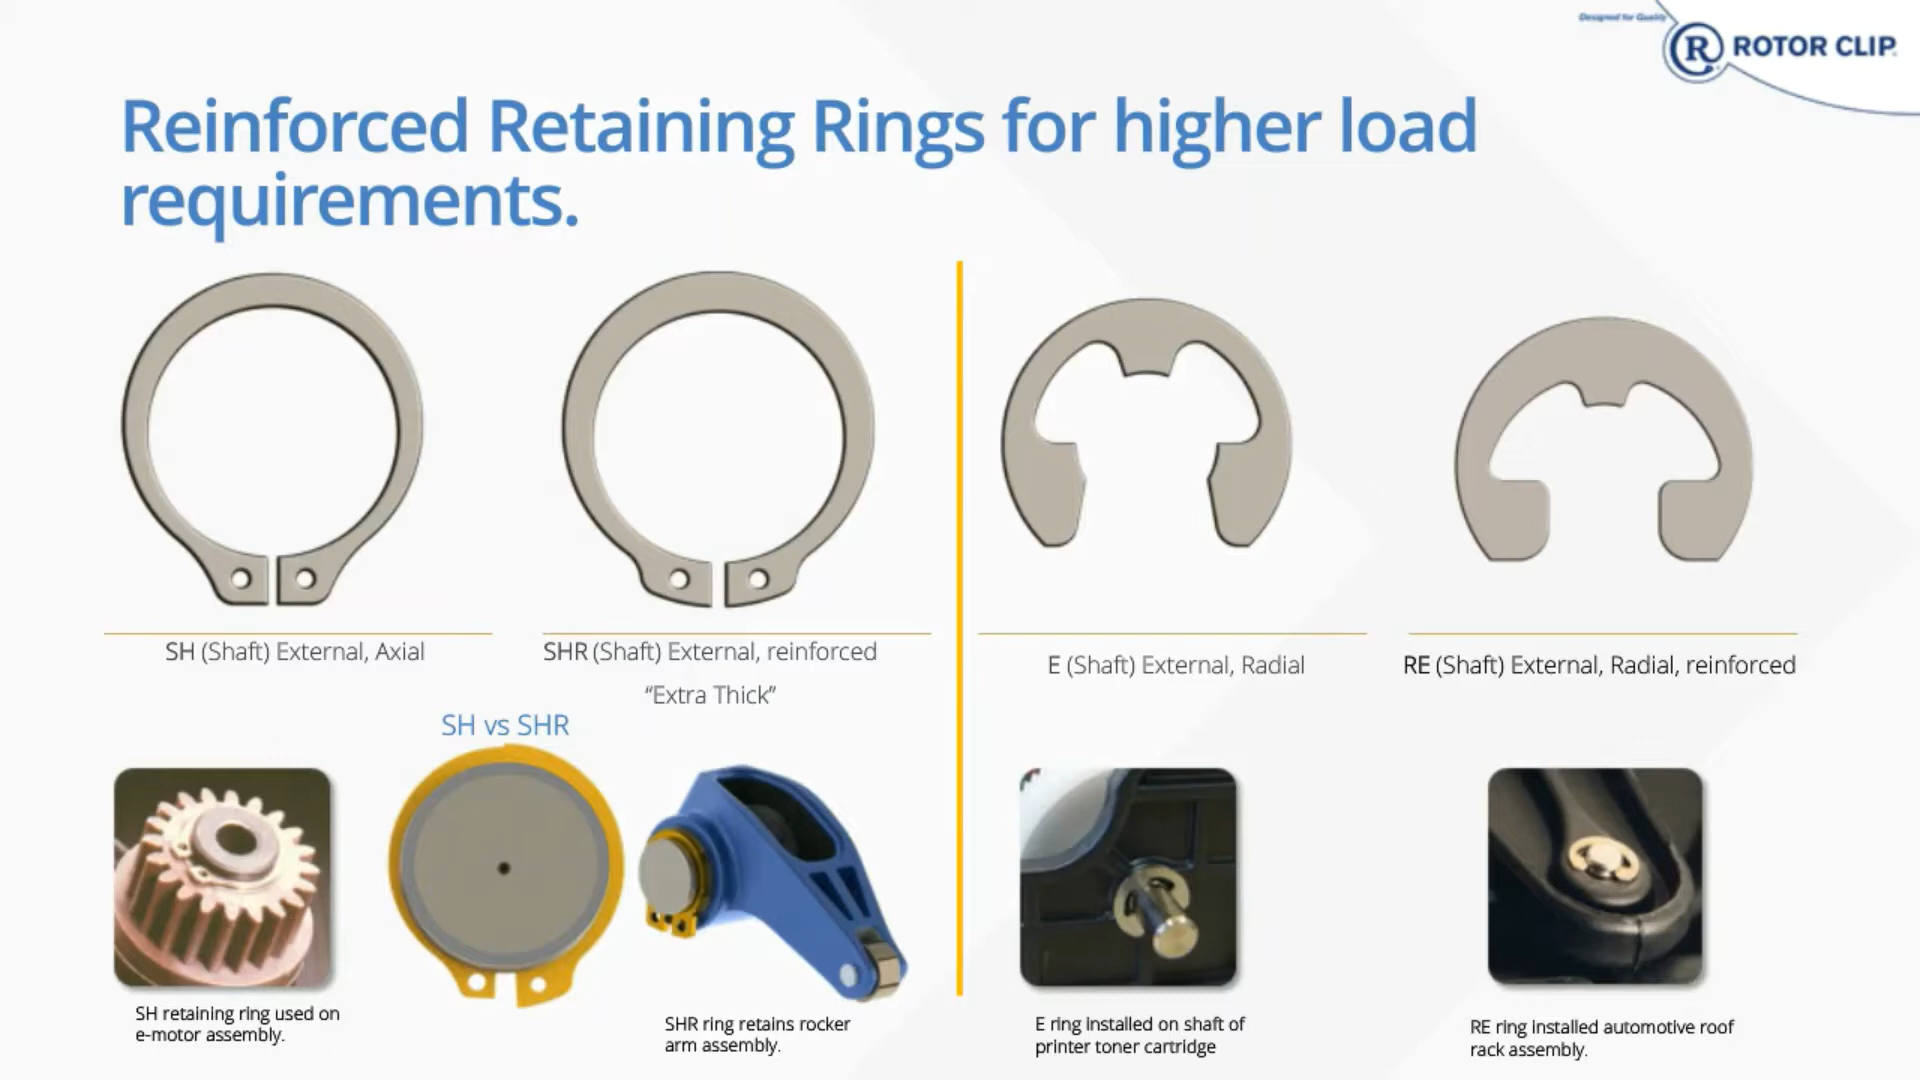 Designed for Quality
R ROTOR CLIP
Reinforced Retaining Rings for higher load
requirements.
SH (Shaft) External, Axial
SHR (Shaft) External, reinforced
"Extra Thick"
E (Shaft) External, Radial
RE (Shaft) External, Radial, reinforced
SH vs SHR
SH retaining ring used on
e-motor assembly.
SHR ring retains rocker
arm assembly.
E ring installed on shaft of
printer toner cartridge
RE ring installed automotive roof
rack assembly.